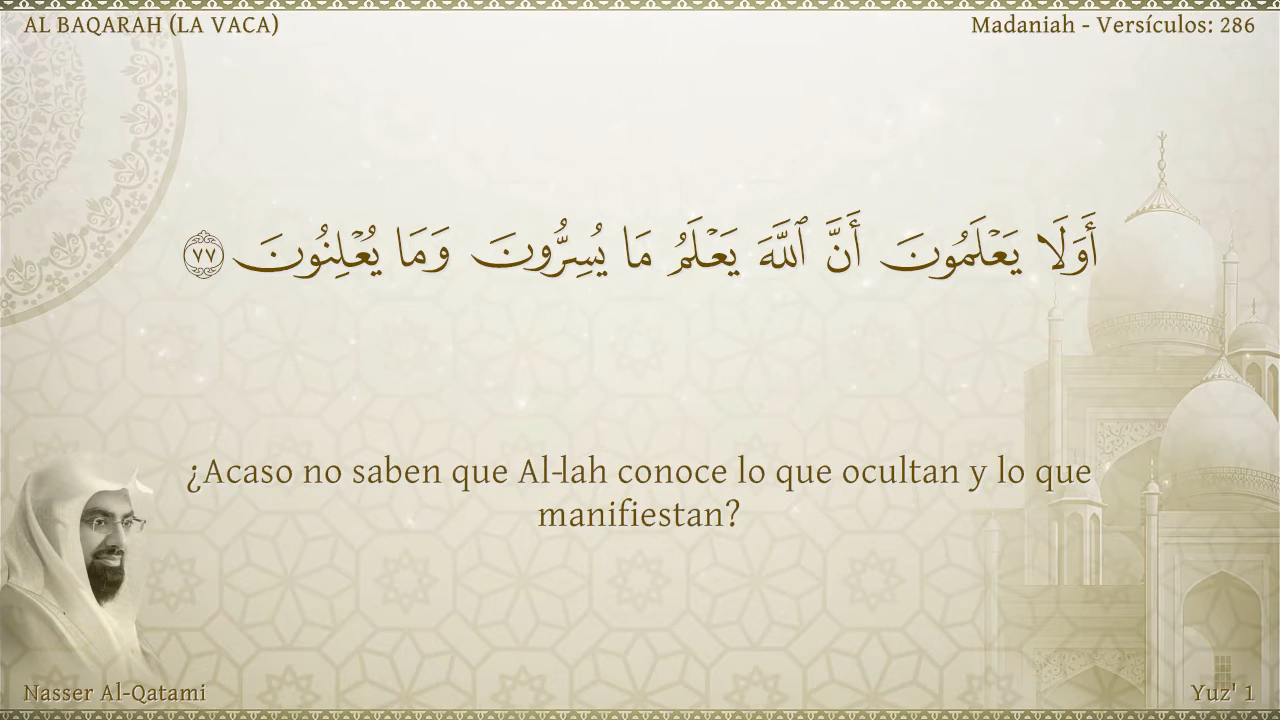 AL BAQARAH (LA VACA)
Madaniah - Versículos: 286
أَوَلَا يَعْلَمُونَ أَنَّ ٱللَّهَ يَعْلَمُ مَا يُسِرُّونَ وَمَا يُعْلِنُونَ ٧٧
¿Acaso no saben que Al-lah conoce lo que ocultan y lo que
manifiestan?
Nasser Al-Qatami
Yuz' 1